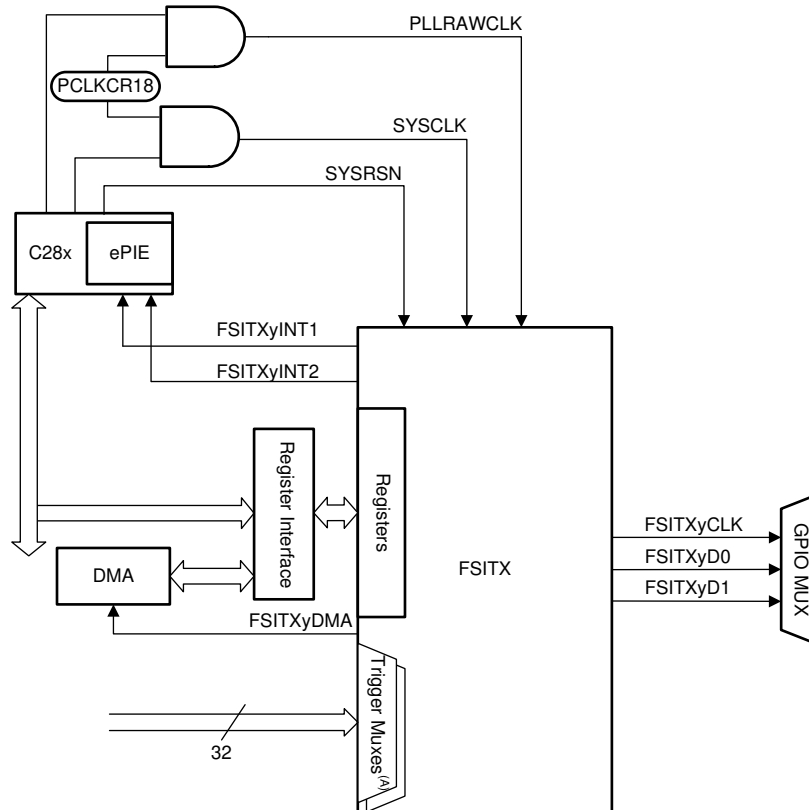 PLLRAWCLK
PCLKCR18
SYSCLK
SYSRSN
C28x
ePIE
FSITXyINT1
FSITXyINT2
Register Interface
Registers
FSITXyCLK
FSITX
FSITXyD0
DMA
FSITXyD1
GPIO MUX
FSITXyDMA
Trigger Muxes(A)
32